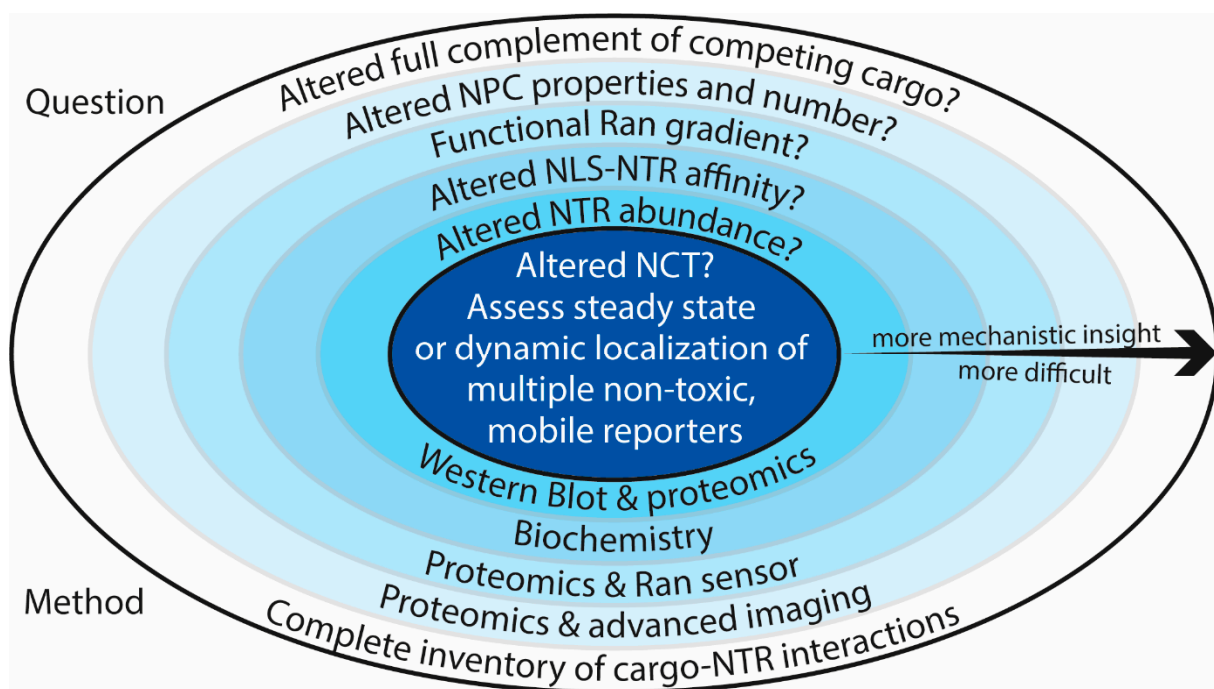 Altered full complement of competing cargo?
Question
Altered NPC properties and number?
Functional Ran gradient?
Altered NLS-NTR affinity?
Altered NTR abundance?
Altered NCT?
Assess steady state
or dynamic localization of
multiple non-toxic,
mobile reporters
more mechanistic insight
more difficult
Western Blot & proteomics
Biochemistry
Proteomics & Ran sensor
Method
Proteomics & advanced imaging
Complete inventory of cargo-NTR interactions